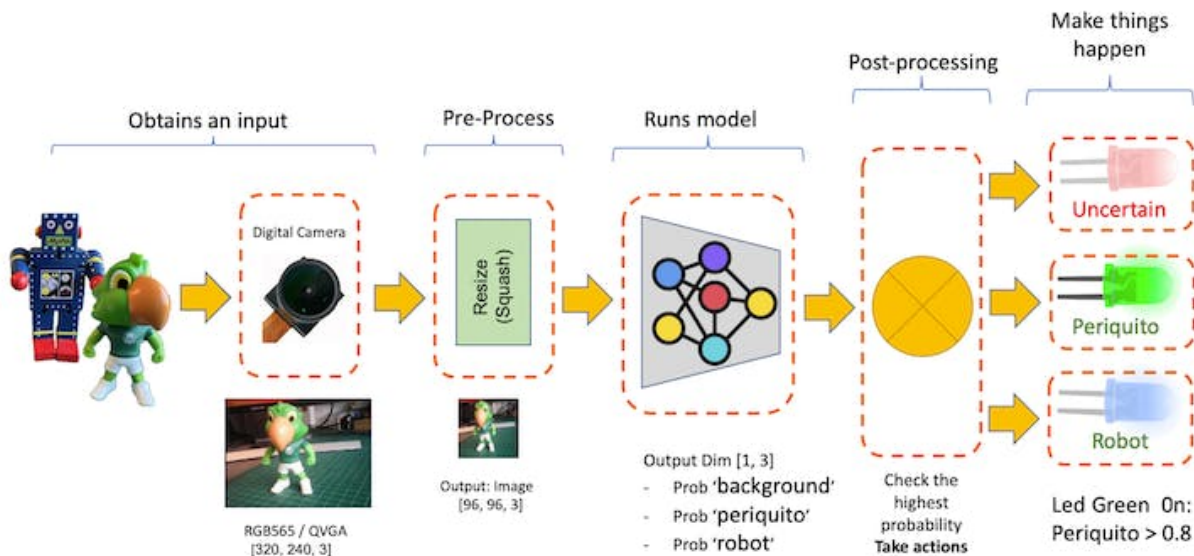 Make things
happen
Post-processing
Obtains an input
Pre-Process
Runs model
Digital Camera
Resize
(Squash)
Uncertain
Periquito
Robot
RGB565 / QVGA
[320, 240, 3]
Output: Image
[96, 96, 3]
Output Dim [1, 3]
- Prob ‘background‘
- Prob ‘periquito‘
- Prob ‘robot‘
Check the
highest
probability
Take actions
Led Green 0n:
Periquito > 0.8